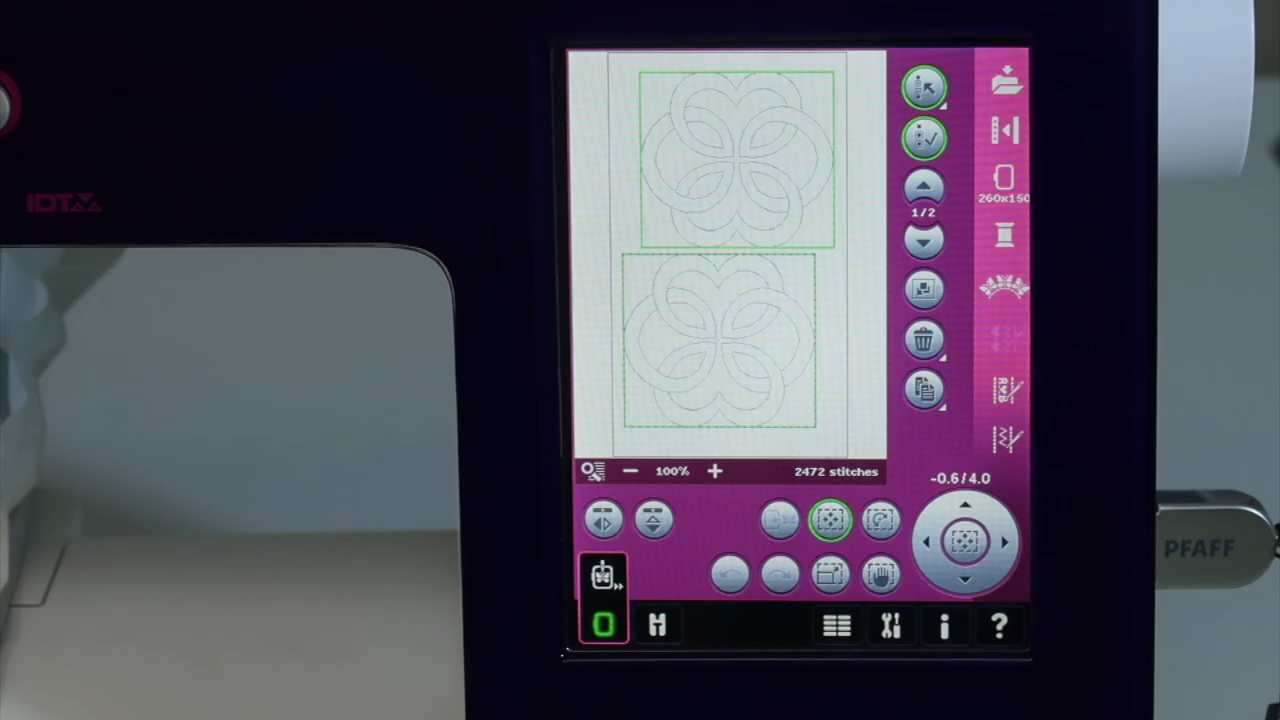 IDT
1/2
260x150
100%
2472 stitches
-0.6/4.0
PFAFF
i
?